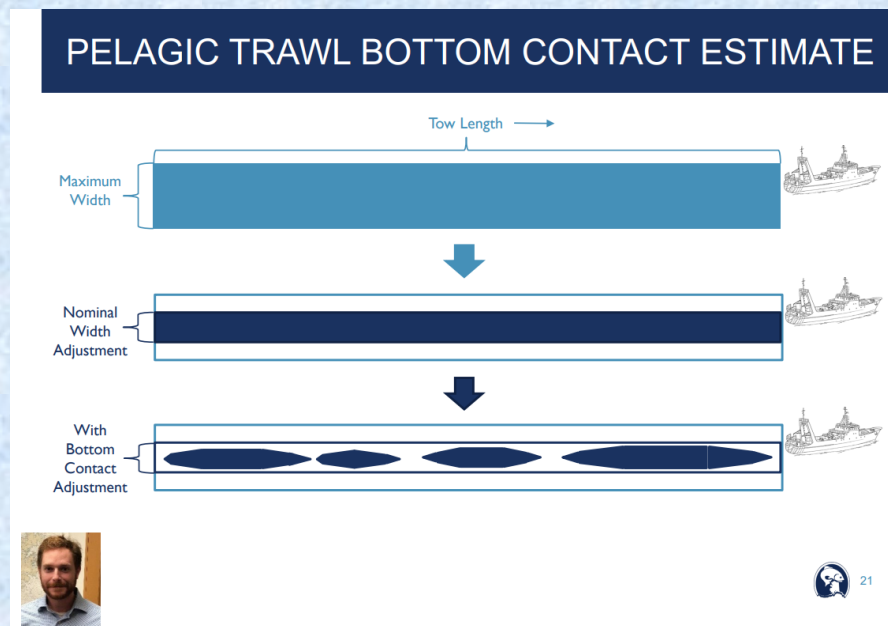 PELAGIC TRAWL BOTTOM CONTACT ESTIMATE
Tow Length
Maximum
Width
Nominal
Width
Adjustment
With
Bottom
Contact
Adjustment
21